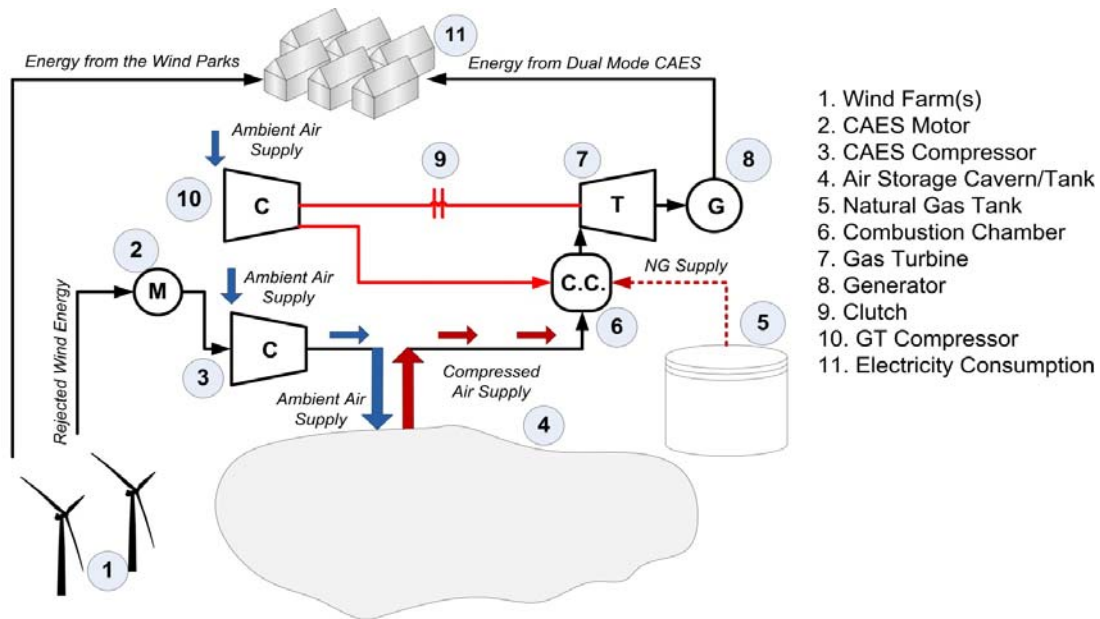 11
Energy from the Wind Parks
Energy from Dual Mode CAES
Ambient Air
Supply
9
7
8
10
C
T
G
2
M
Ambient Air
Supply
C.C.
NG Supply
6
5
Rejected Wind Energy
3
C
Ambient Air
Supply
Compressed
Air Supply
4
1
1. Wind Farm(s)
2. CAES Motor
3. CAES Compressor
4. Air Storage Cavern/Tank
5. Natural Gas Tank
6. Combustion Chamber
7. Gas Turbine
8. Generator
9. Clutch
10. GT Compressor
11. Electricity Consumption